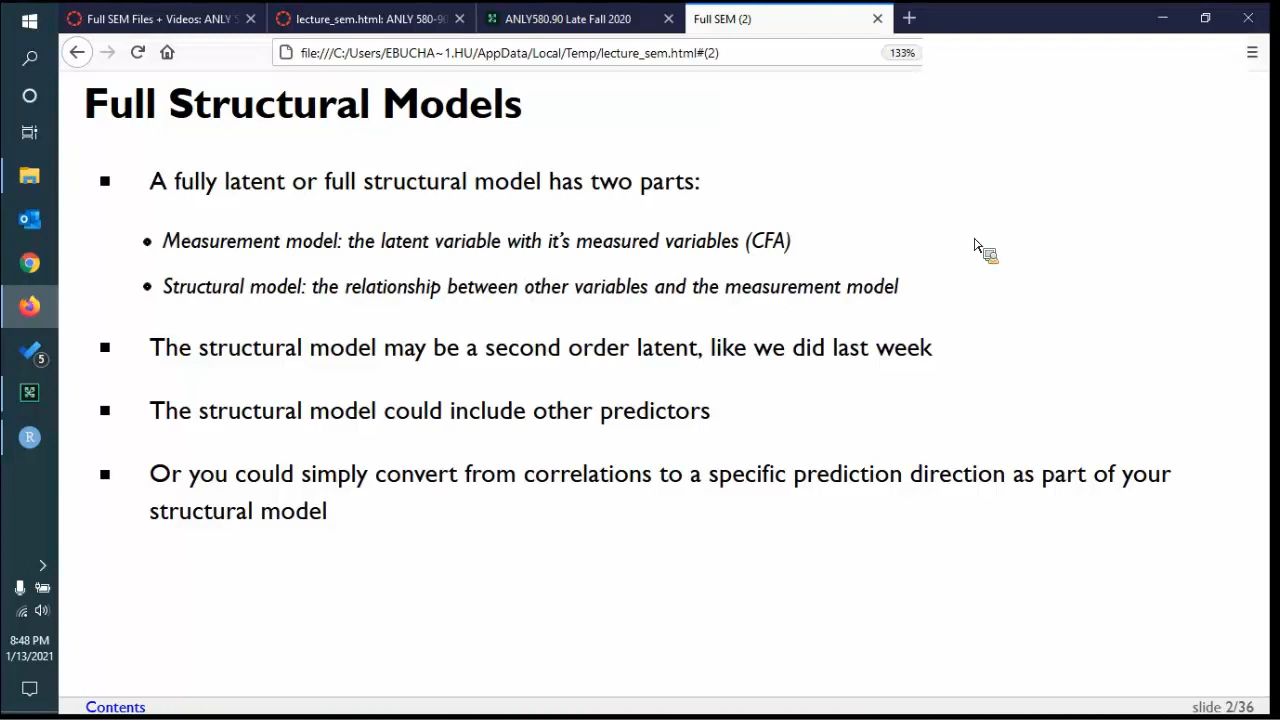 Full SEM Files + Videos: ANLY 5
lecture_sem.html: ANLY 580-90
ANLY580.90 Late Fall 2020
Full SEM (2)
file:///C:/Users/EBUCHA~1.HU/AppData/Local/Temp/lecture_sem.html#(2)
133%
Full Structural Models
A fully latent or full structural model has two parts:
Measurement model: the latent variable with it's measured variables (CFA)
Structural model: the relationship between other variables and the measurement model
The structural model may be a second order latent, like we did last week
The structural model could include other predictors
Or you could simply convert from correlations to a specific prediction direction as part of your
structural model
5
R
8:48 PM
1/13/2021
Contents
slide 2/36